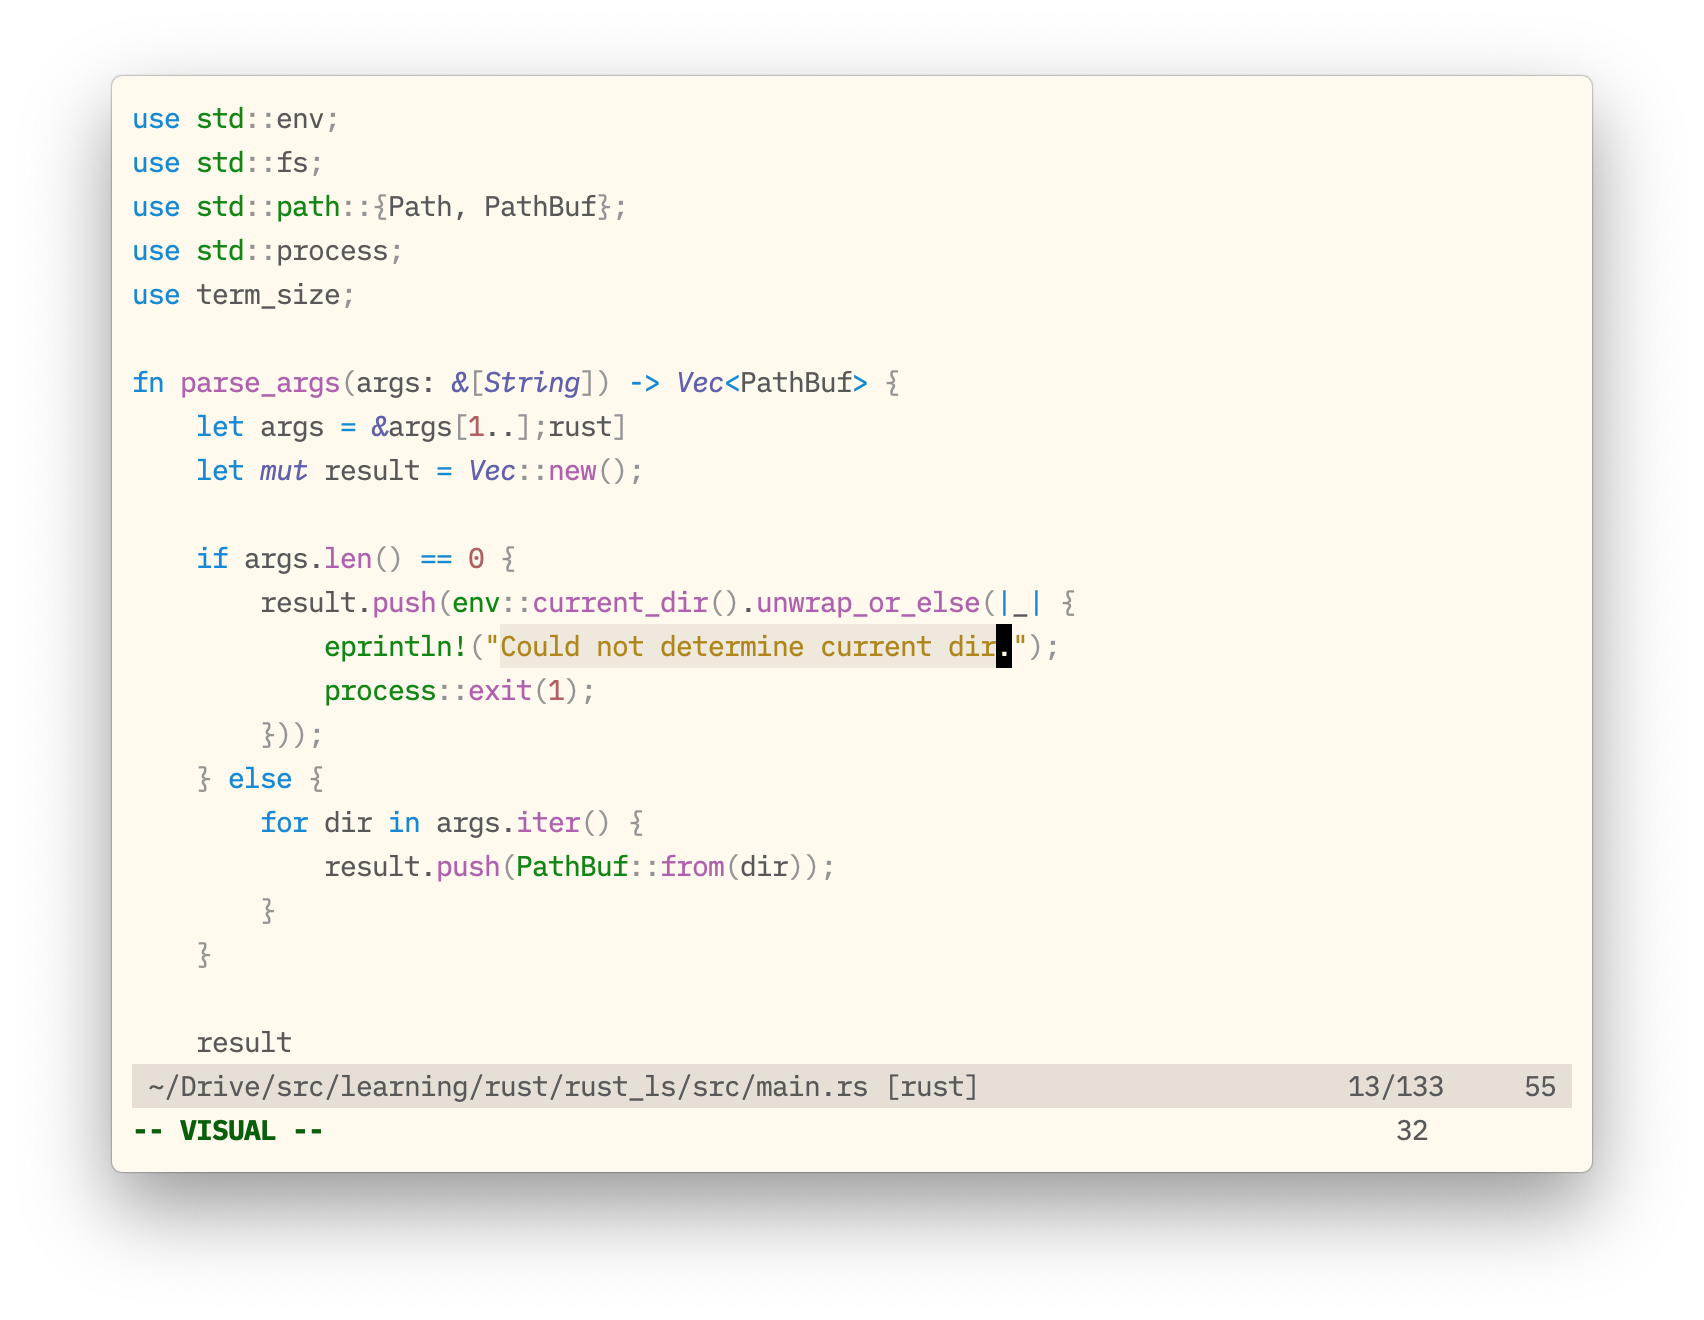 use std::env;
use std::fs;
use std::path::{Path, PathBuf};
use std::process;
use term_size;

fn parse_args(args: &[String]) -> Vec<PathBuf> {
    let args = &args[1..];rust]
    let mut result = Vec::new();

    if args.len() == 0 {
        result.push(env::current_dir().unwrap_or_else(|_| {
            eprintln!("Could not determine current dir.");
            process::exit(1);
        }));
    } else {
        for dir in args.iter() {
            result.push(PathBuf::from(dir));
        }
    }

    result
~/Drive/src/learning/rust/rust_ls/src/main.rs [rust] 13/133 55
-- VISUAL -- 32